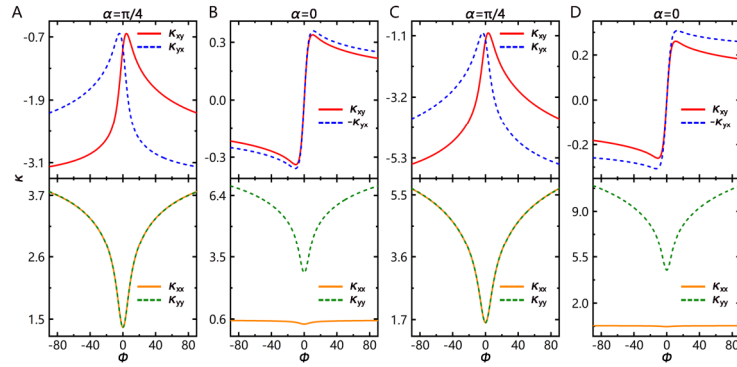 A α=π/4 B α=0 C α=π/4 D α=0
-0.7
-1.9
-3.1
κxy
κyx
0.3
0.0
-0.3
κxy
-κyx
-1.1
-3.2
-5.3
κxy
κyx
0.2
0.0
-0.2
κxy
-κyx
κ
3.7
2.6
1.5
κxx
κyy
6.4
3.5
0.6
κxx
κyy
5.5
3.6
1.7
κxx
κyy
9.0
5.5
2.0
κxx
κyy
-80 -40 0 40 80 -80 -40 0 40 80 -80 -40 0 40 80 -80 -40 0 40 80
Φ Φ Φ Φ